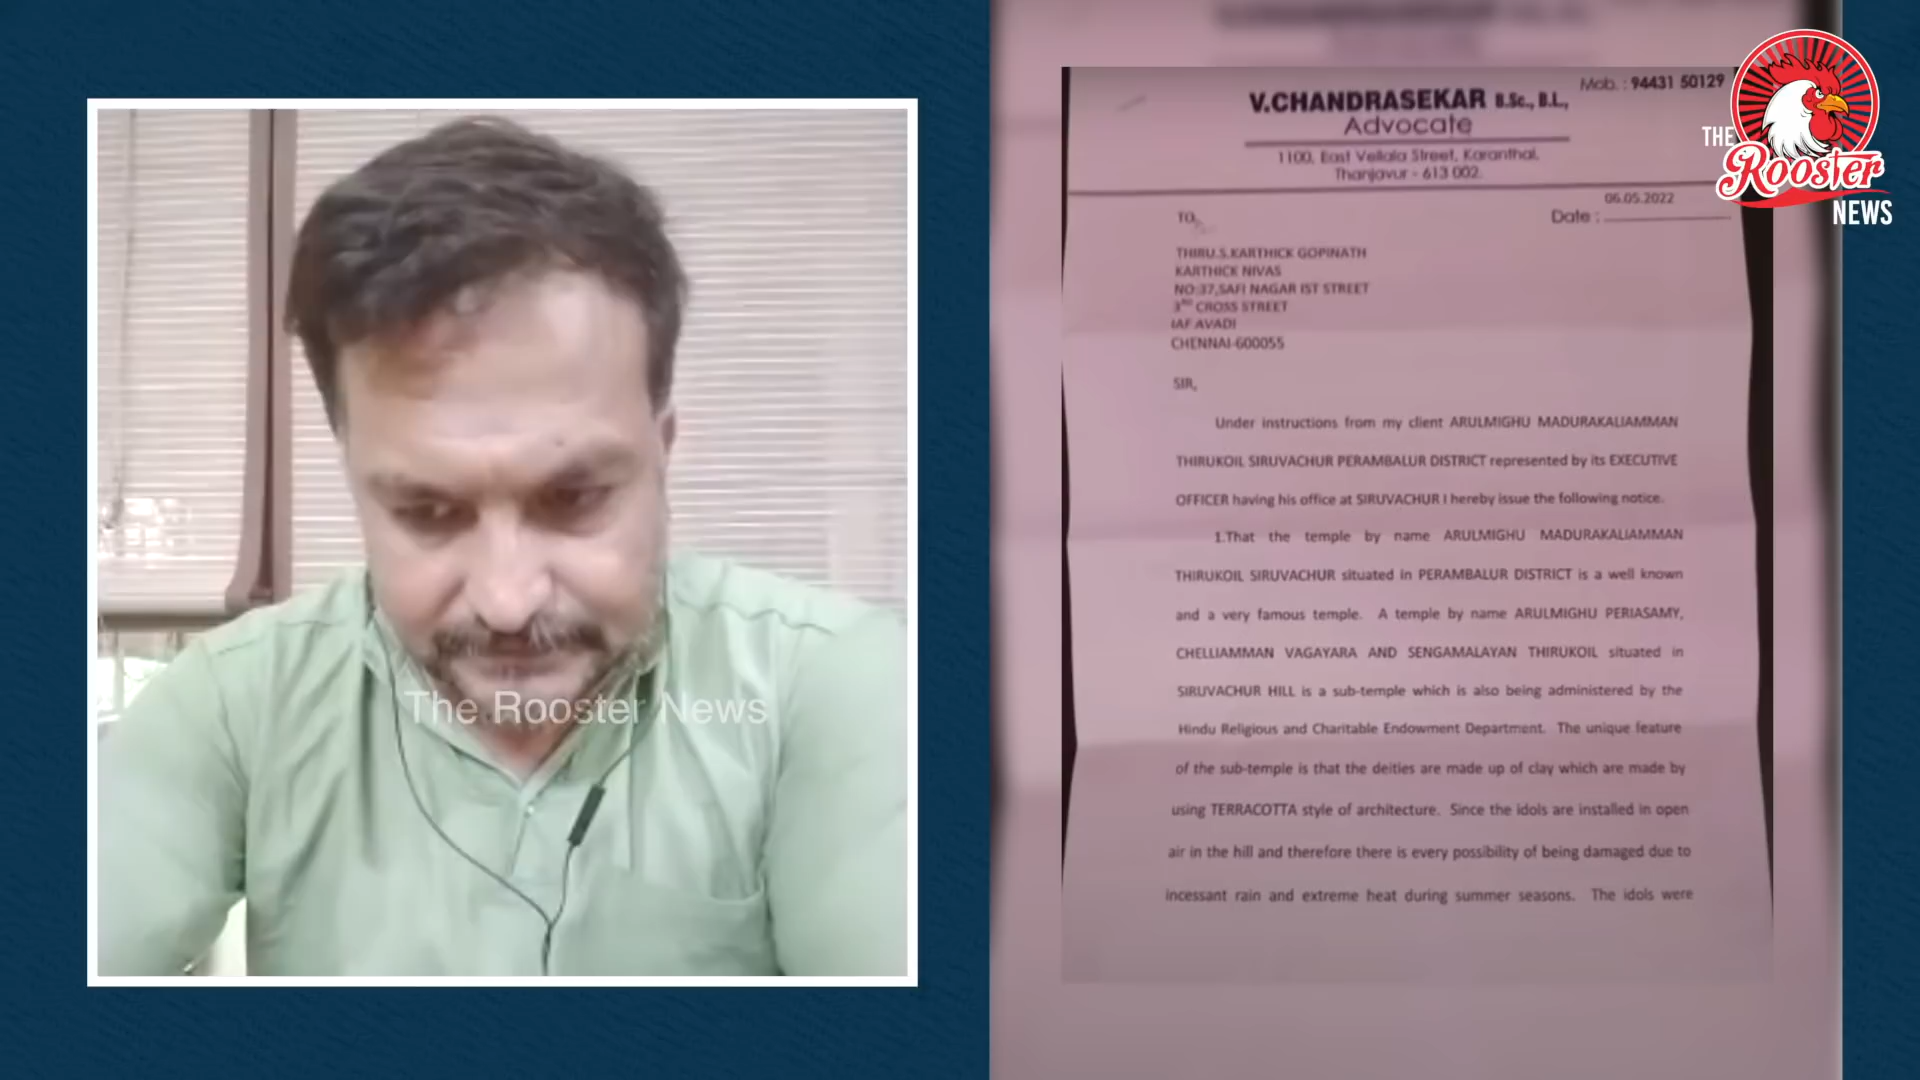 THE
Rooster
NEWS
The Rooster News
Mob. : 94431 50129
V.CHANDRASEKAR B.Sc., B.L.,
Advocate
1100, East Vellala Street, Karanthai,
Thanjavur - 613 002.
06.05.2022
Date :
TO,
THIRU.S.KARTHICK GOPINATH
KARTHICK NIVAS
NO:37,SAFI NAGAR IST STREET
3RD CROSS STREET
IAF AVADI
CHENNAI-600055
SIR,
Under instructions from my client ARULMIGHU MADURAKALIAMMAN
THIRUKOIL SIRUVACHUR PERAMBALUR DISTRICT represented by its EXECUTIVE
OFFICER having his office at SIRUVACHUR I hereby issue the following notice.
1.That the temple by name ARULMIGHU MADURAKALIAMMAN
THIRUKOIL SIRUVACHUR situated in PERAMBALUR DISTRICT is a well known
and a very famous temple. A temple by name ARULMIGHU PERIASAMY,
CHELLIAMMAN VAGAYARA AND SENGAMALAYAN THIRUKOIL situated in
SIRUVACHUR HILL is a sub-temple which is also being administered by the
Hindu Religious and Charitable Endowment Department. The unique feature
of the sub-temple is that the deities are made up of clay which are made by
using TERRACOTTA style of architecture. Since the idols are installed in open
air in the hill and therefore there is every possibility of being damaged due to
incessant rain and extreme heat during summer seasons. The idols were